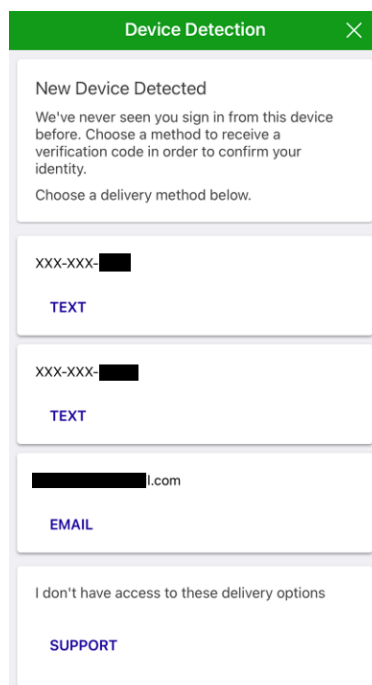 Device Detection
New Device Detected
We've never seen you sign in from this device
before. Choose a method to receive a
verification code in order to confirm your
identity.
Choose a delivery method below.
XXX-XXX-
TEXT
XXX-XXX-
TEXT
l.com
EMAIL
I don't have access to these delivery options
SUPPORT